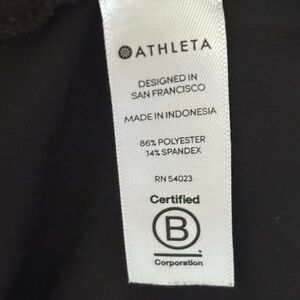 ATHLETA
DESIGNED IN
SAN FRANCISCO
MADE IN INDONESIA
86% POLYESTER
14% SPANDEX
RN 54023
Certified
B
Corporation